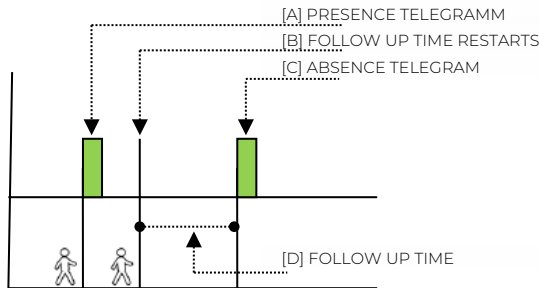 [A] PRESENCE TELEGRAMM
[B] FOLLOW UP TIME RESTARTS
[C] ABSENCE TELEGRAM
[D] FOLLOW UP TIME